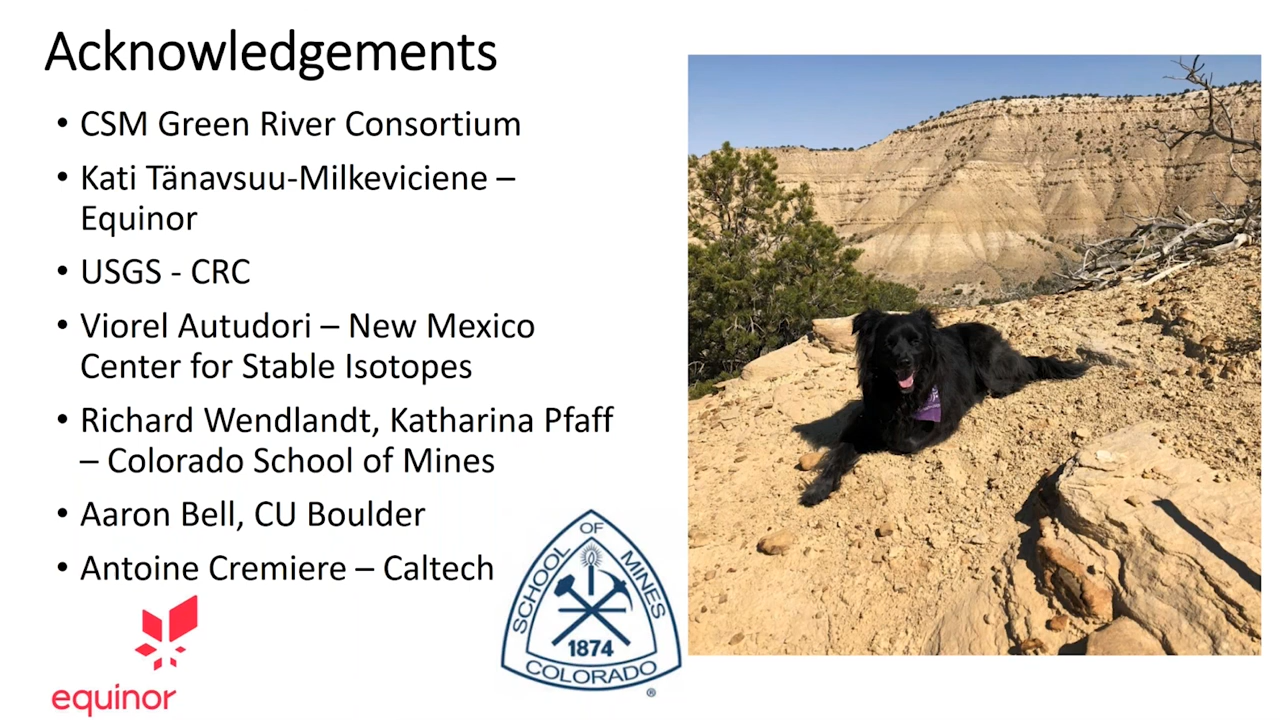 Acknowledgements
• CSM Green River Consortium
• Kati Tänavsuu-Milkeviciene –
Equinor
• USGS - CRC
• Viorel Autudori – New Mexico
Center for Stable Isotopes
• Richard Wendlandt, Katharina Pfaff
– Colorado School of Mines
• Aaron Bell, CU Boulder
• Antoine Cremiere – Caltech
equinor
SCHOOL OF MINES
1874
COLORADO
®